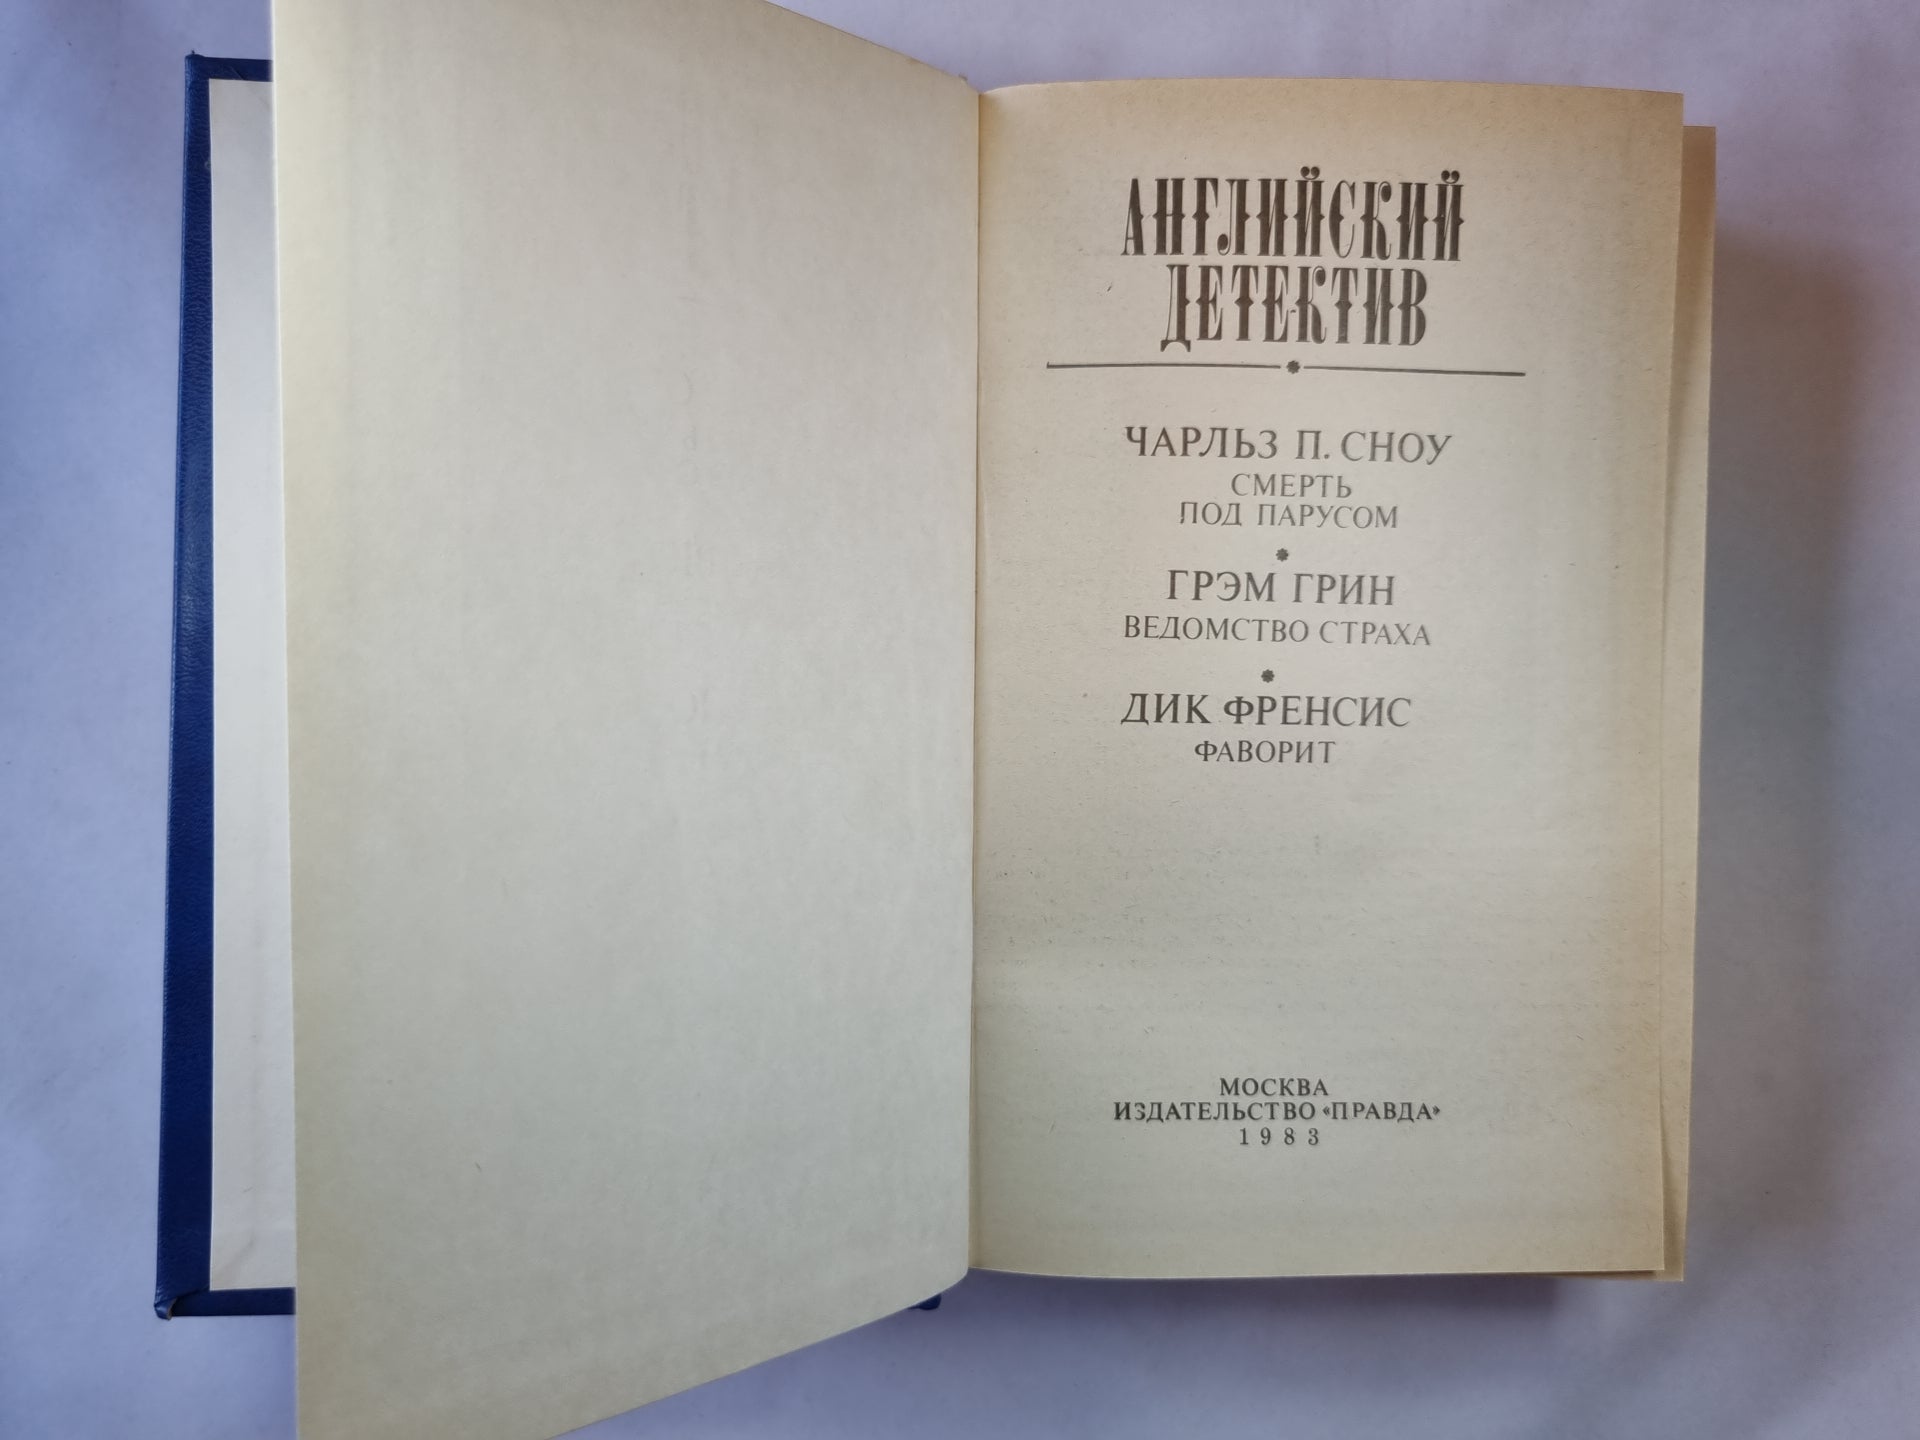 АНГЛИЙСКИЙ
ДЕТЕКТИВ
ЧАРЛЬЗ П. СНОУ
СМЕРТЬ
ПОД ПАРУСОМ
ГРЭМ ГРИН
ВЕДОМСТВО СТРАХА
ДИК ФРЕНСИС
ФАВОРИТ
МОСКВА
ИЗДАТЕЛЬСТВО «ПРАВДА»
1983